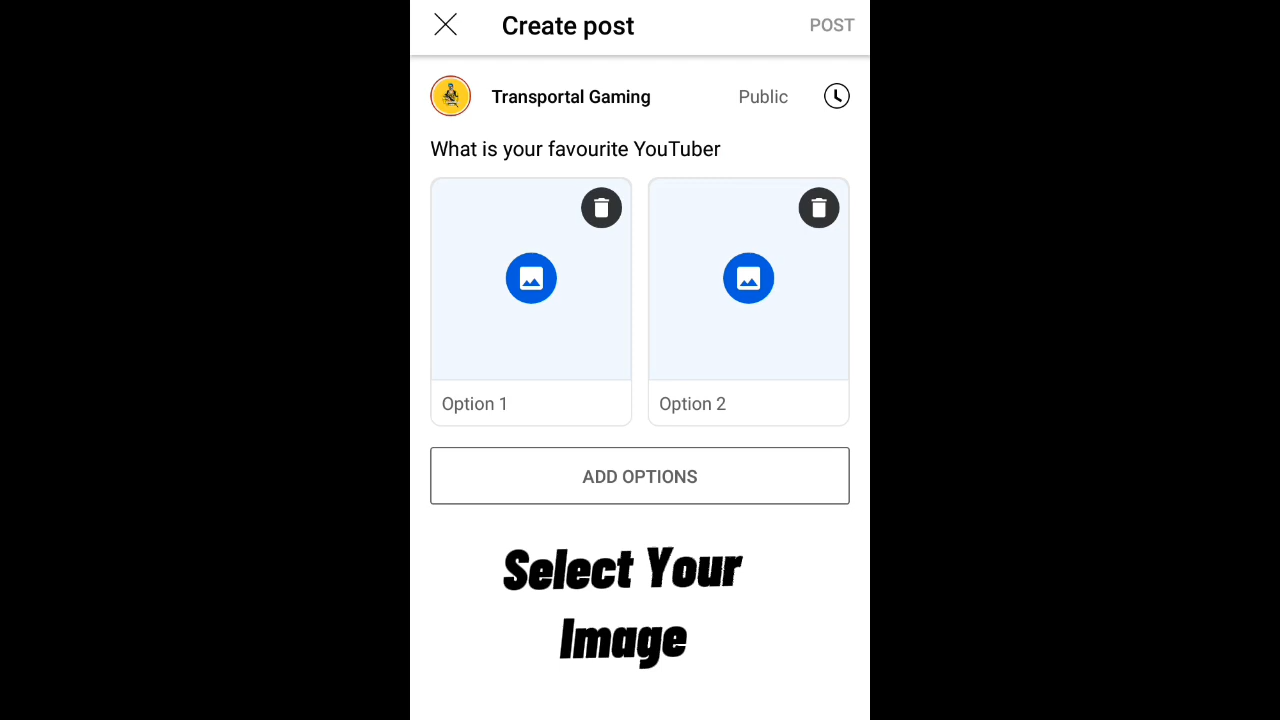 Create post
POST
Transportal Gaming
Public
What is your favourite YouTuber
Option 1
Option 2
ADD OPTIONS
Select Your
Image